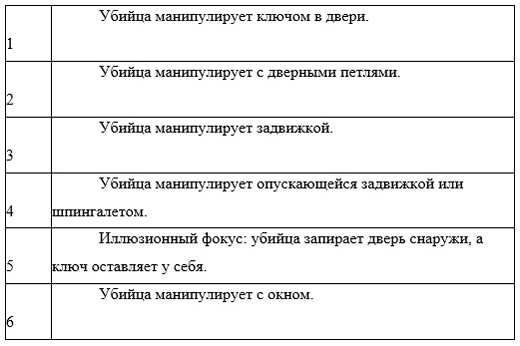 Убийца манипулирует ключом в двери.
1
Убийца манипулирует с дверными петлями.
2
Убийца манипулирует задвижкой.
3
Убийца манипулирует опускающейся задвижкой или
4
шпингалетом.
Иллюзионный фокус: убийца запирает дверь снаружи, а
5
ключ оставляет у себя.
Убийца манипулирует с окном.
6